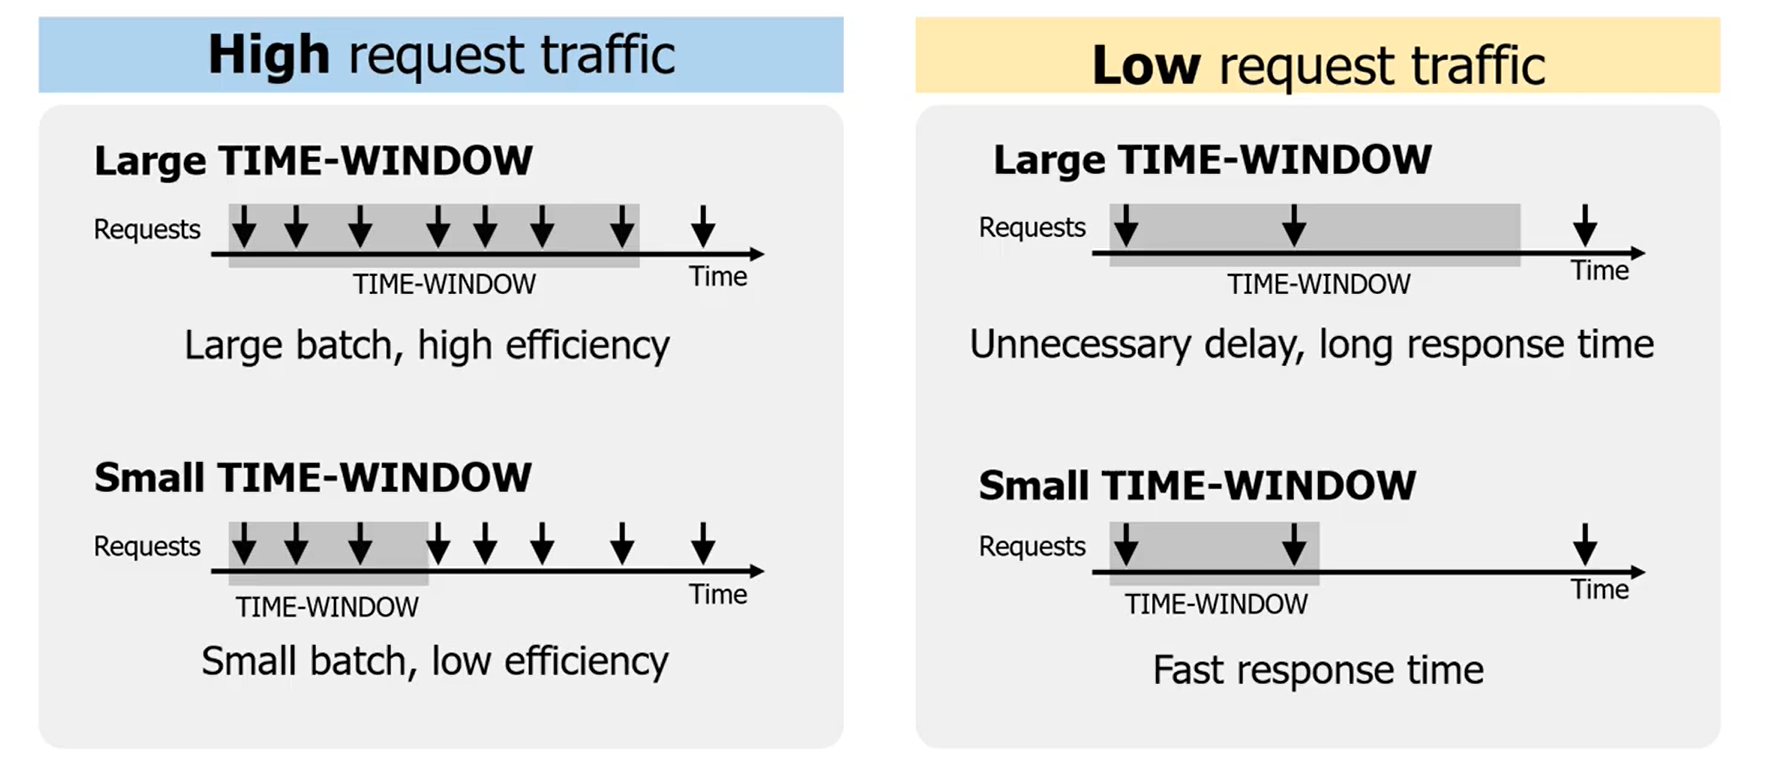 High request traffic
Large TIME-WINDOW
Requests
TIME-WINDOW
Time
Large batch, high efficiency
Small TIME-WINDOW
Requests
TIME-WINDOW
Time
Small batch, low efficiency
Low request traffic
Large TIME-WINDOW
Requests
TIME-WINDOW
Time
Unnecessary delay, long response time
Small TIME-WINDOW
Requests
TIME-WINDOW
Time
Fast response time